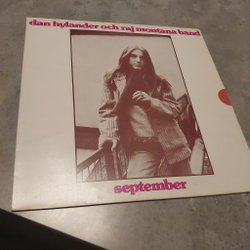 dan hylander och raj montana band
september